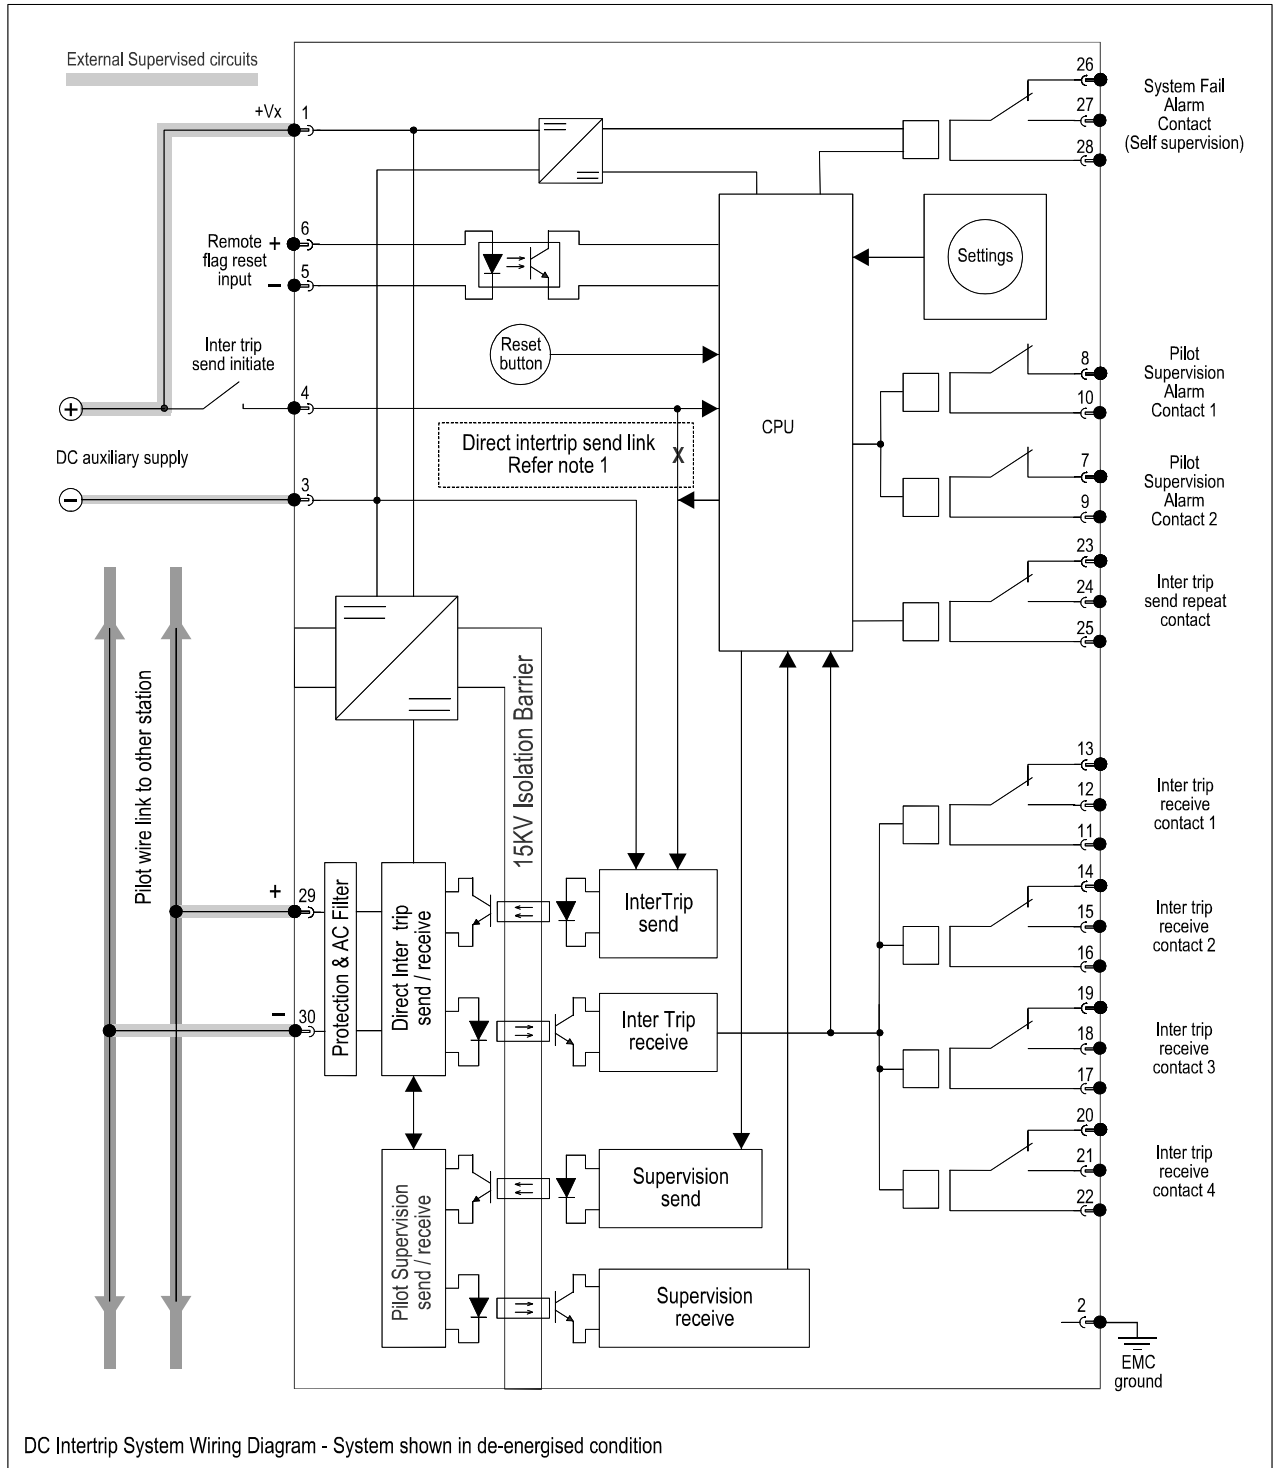 External Supervised circuits
+Vx
1
26
27
28
System Fail
Alarm
Contact
(Self supervision)
Remote
flag reset
input
+
6
5
−
Settings
Reset
button
Inter trip
send initiate
4
+
DC auxiliary supply
−
3
Direct intertrip send link
Refer note 1
X
CPU
8
10
Pilot
Supervision
Alarm
Contact 1
7
9
Pilot
Supervision
Alarm
Contact 2
23
24
25
Inter trip
send repeat
contact
Pilot wire link to other station
15KV Isolation Barrier
13
12
11
Inter trip
receive
contact 1
14
15
16
Inter trip
receive
contact 2
19
18
17
Inter trip
receive
contact 3
20
21
22
Inter trip
receive
contact 4
+
29
−
30
Protection & AC Filter
Direct Inter trip
send / receive
InterTrip
send
Inter Trip
receive
Pilot Supervision
send / receive
Supervision
send
Supervision
receive
2
EMC
ground
DC Intertrip System Wiring Diagram - System shown in de-energised condition